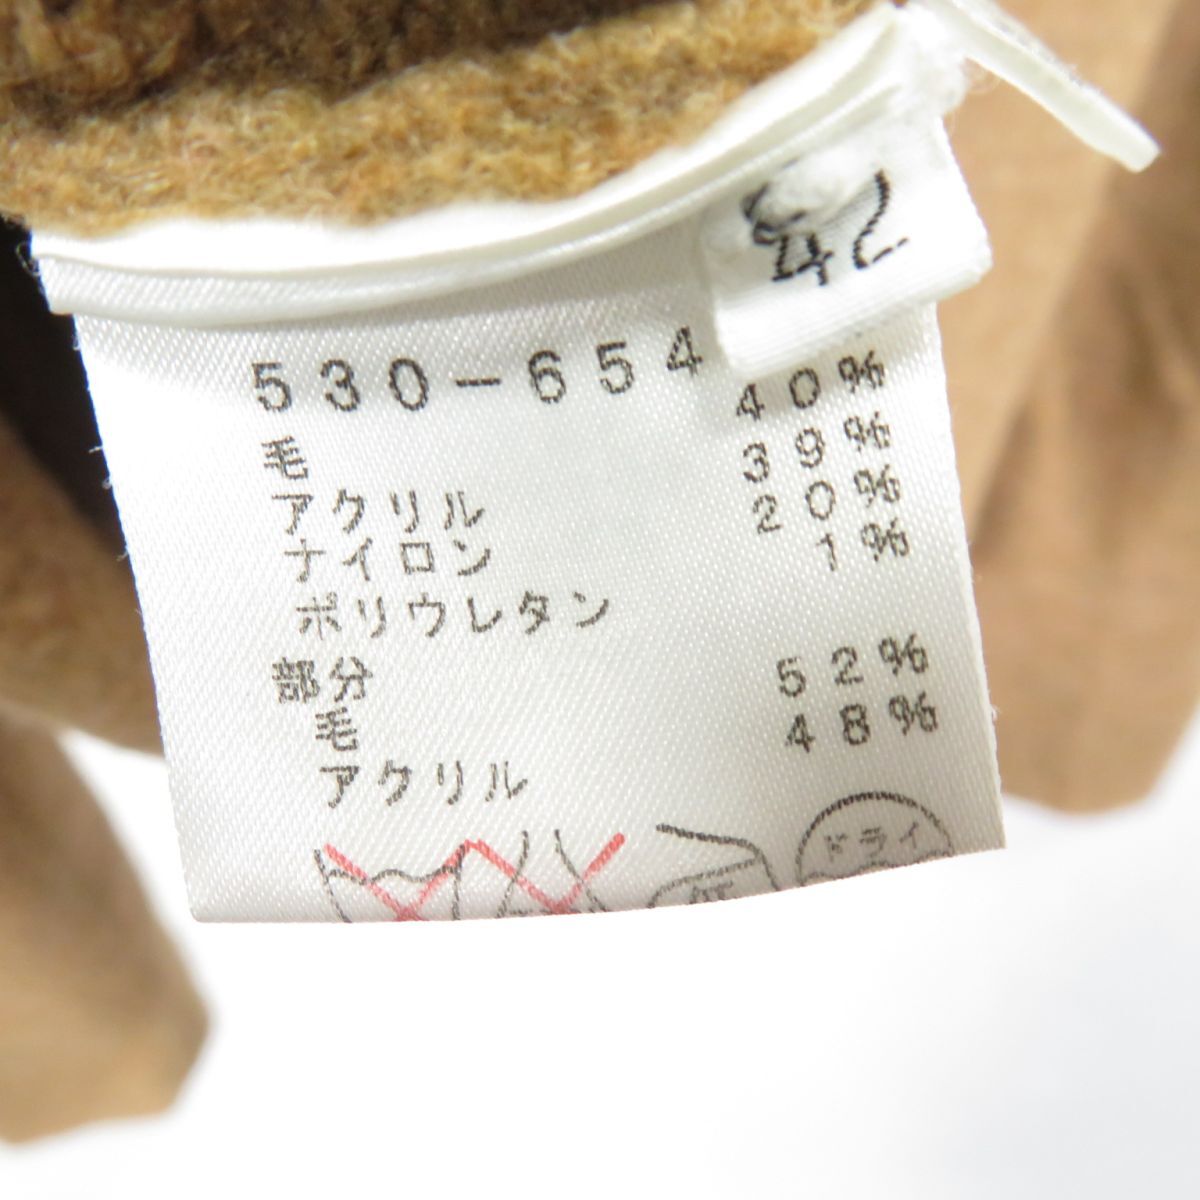 42
530-654
毛 40%
アクリル 39%
ナイロン 20%
ポリウレタン 1%
部分
毛 52%
アクリル 48%
ドライ